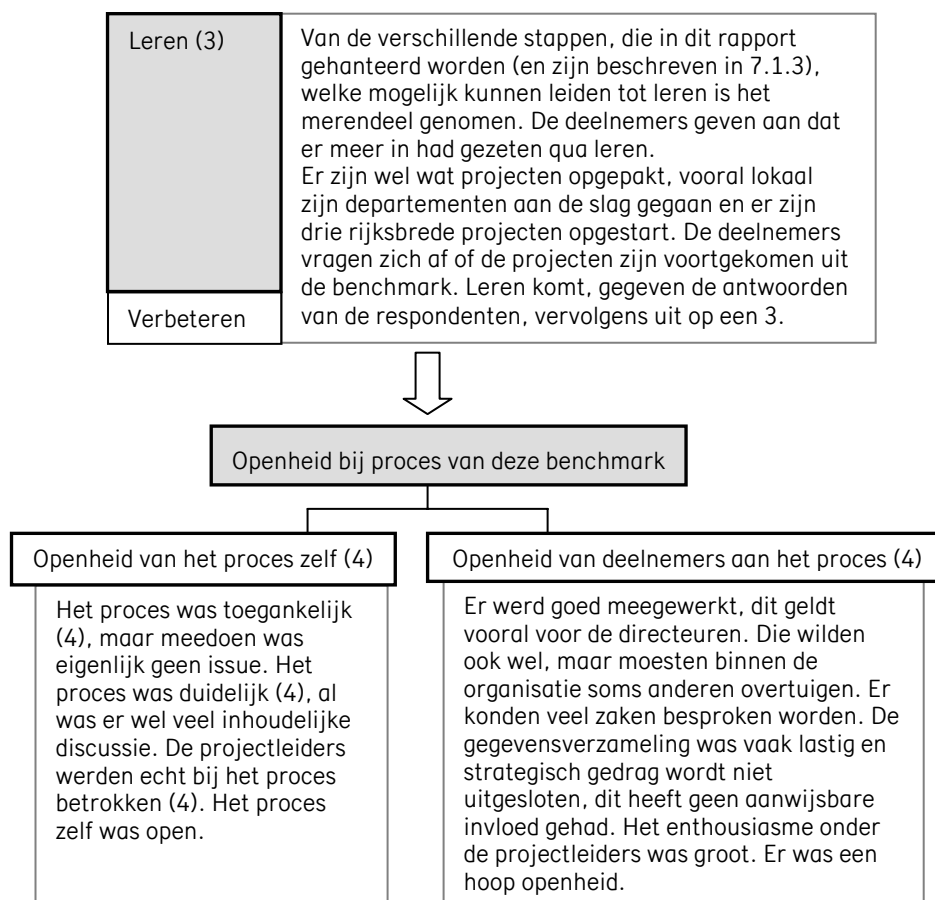 Leren (3)
Van de verschillende stappen, die in dit rapport
gehanteerd worden (en zijn beschreven in 7.1.3),
welke mogelijk kunnen leiden tot leren is het
merendeel genomen. De deelnemers geven aan dat
er meer in had gezeten qua leren.
Er zijn wel wat projecten opgepakt, vooral lokaal
zijn departementen aan de slag gegaan en er zijn
drie rijksbrede projecten opgestart. De deelnemers
vragen zich af of de projecten zijn voortgekomen uit
de benchmark. Leren komt, gegeven de antwoorden
van de respondenten, vervolgens uit op een 3.
Verbeteren
Openheid bij proces van deze benchmark
Openheid van het proces zelf (4)
Het proces was toegankelijk
(4), maar meedoen was
eigenlijk geen issue. Het
proces was duidelijk (4), al
was er wel veel inhoudelijke
discussie. De projectleiders
werden echt bij het proces
betrokken (4). Het proces
zelf was open.
Openheid van deelnemers aan het proces (4)
Er werd goed meegewerkt, dit geldt
vooral voor de directeuren. Die wilden
ook wel, maar moesten binnen de
organisatie soms anderen overtuigen. Er
konden veel zaken besproken worden. De
gegevensverzameling was vaak lastig en
strategisch gedrag wordt niet
uitgesloten, dit heeft geen aanwijsbare
invloed gehad. Het enthousiasme onder
de projectleiders was groot. Er was een
hoop openheid.